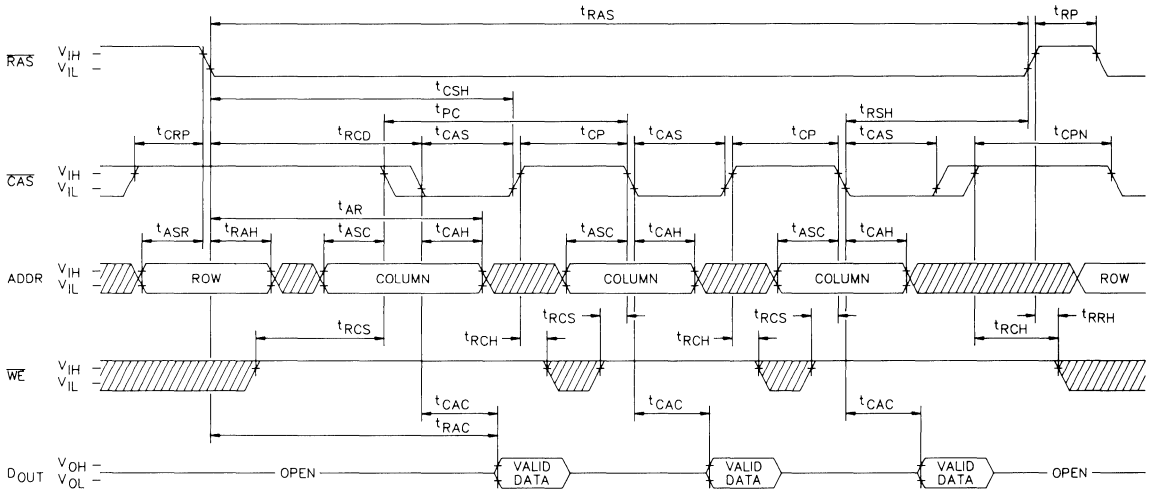 tRAS tRP
RAS VIH
VIL
tCSH
tPC tRSH
tCRP tRCD tCAS tCP tCAS tCP tCAS tCPN
CAS VIH
VIL
tAR
tASR tRAH tASC tCAH tASC tCAH tASC tCAH
ADDR VIH
VIL
ROW COLUMN COLUMN COLUMN ROW
tRCS tRCH tRCS tRCH tRCS tRCH tRRH
WE VIH
VIL
tCAC tCAC tCAC
tRAC
DOUT VOH
VOL
OPEN VALID DATA VALID DATA VALID DATA OPEN